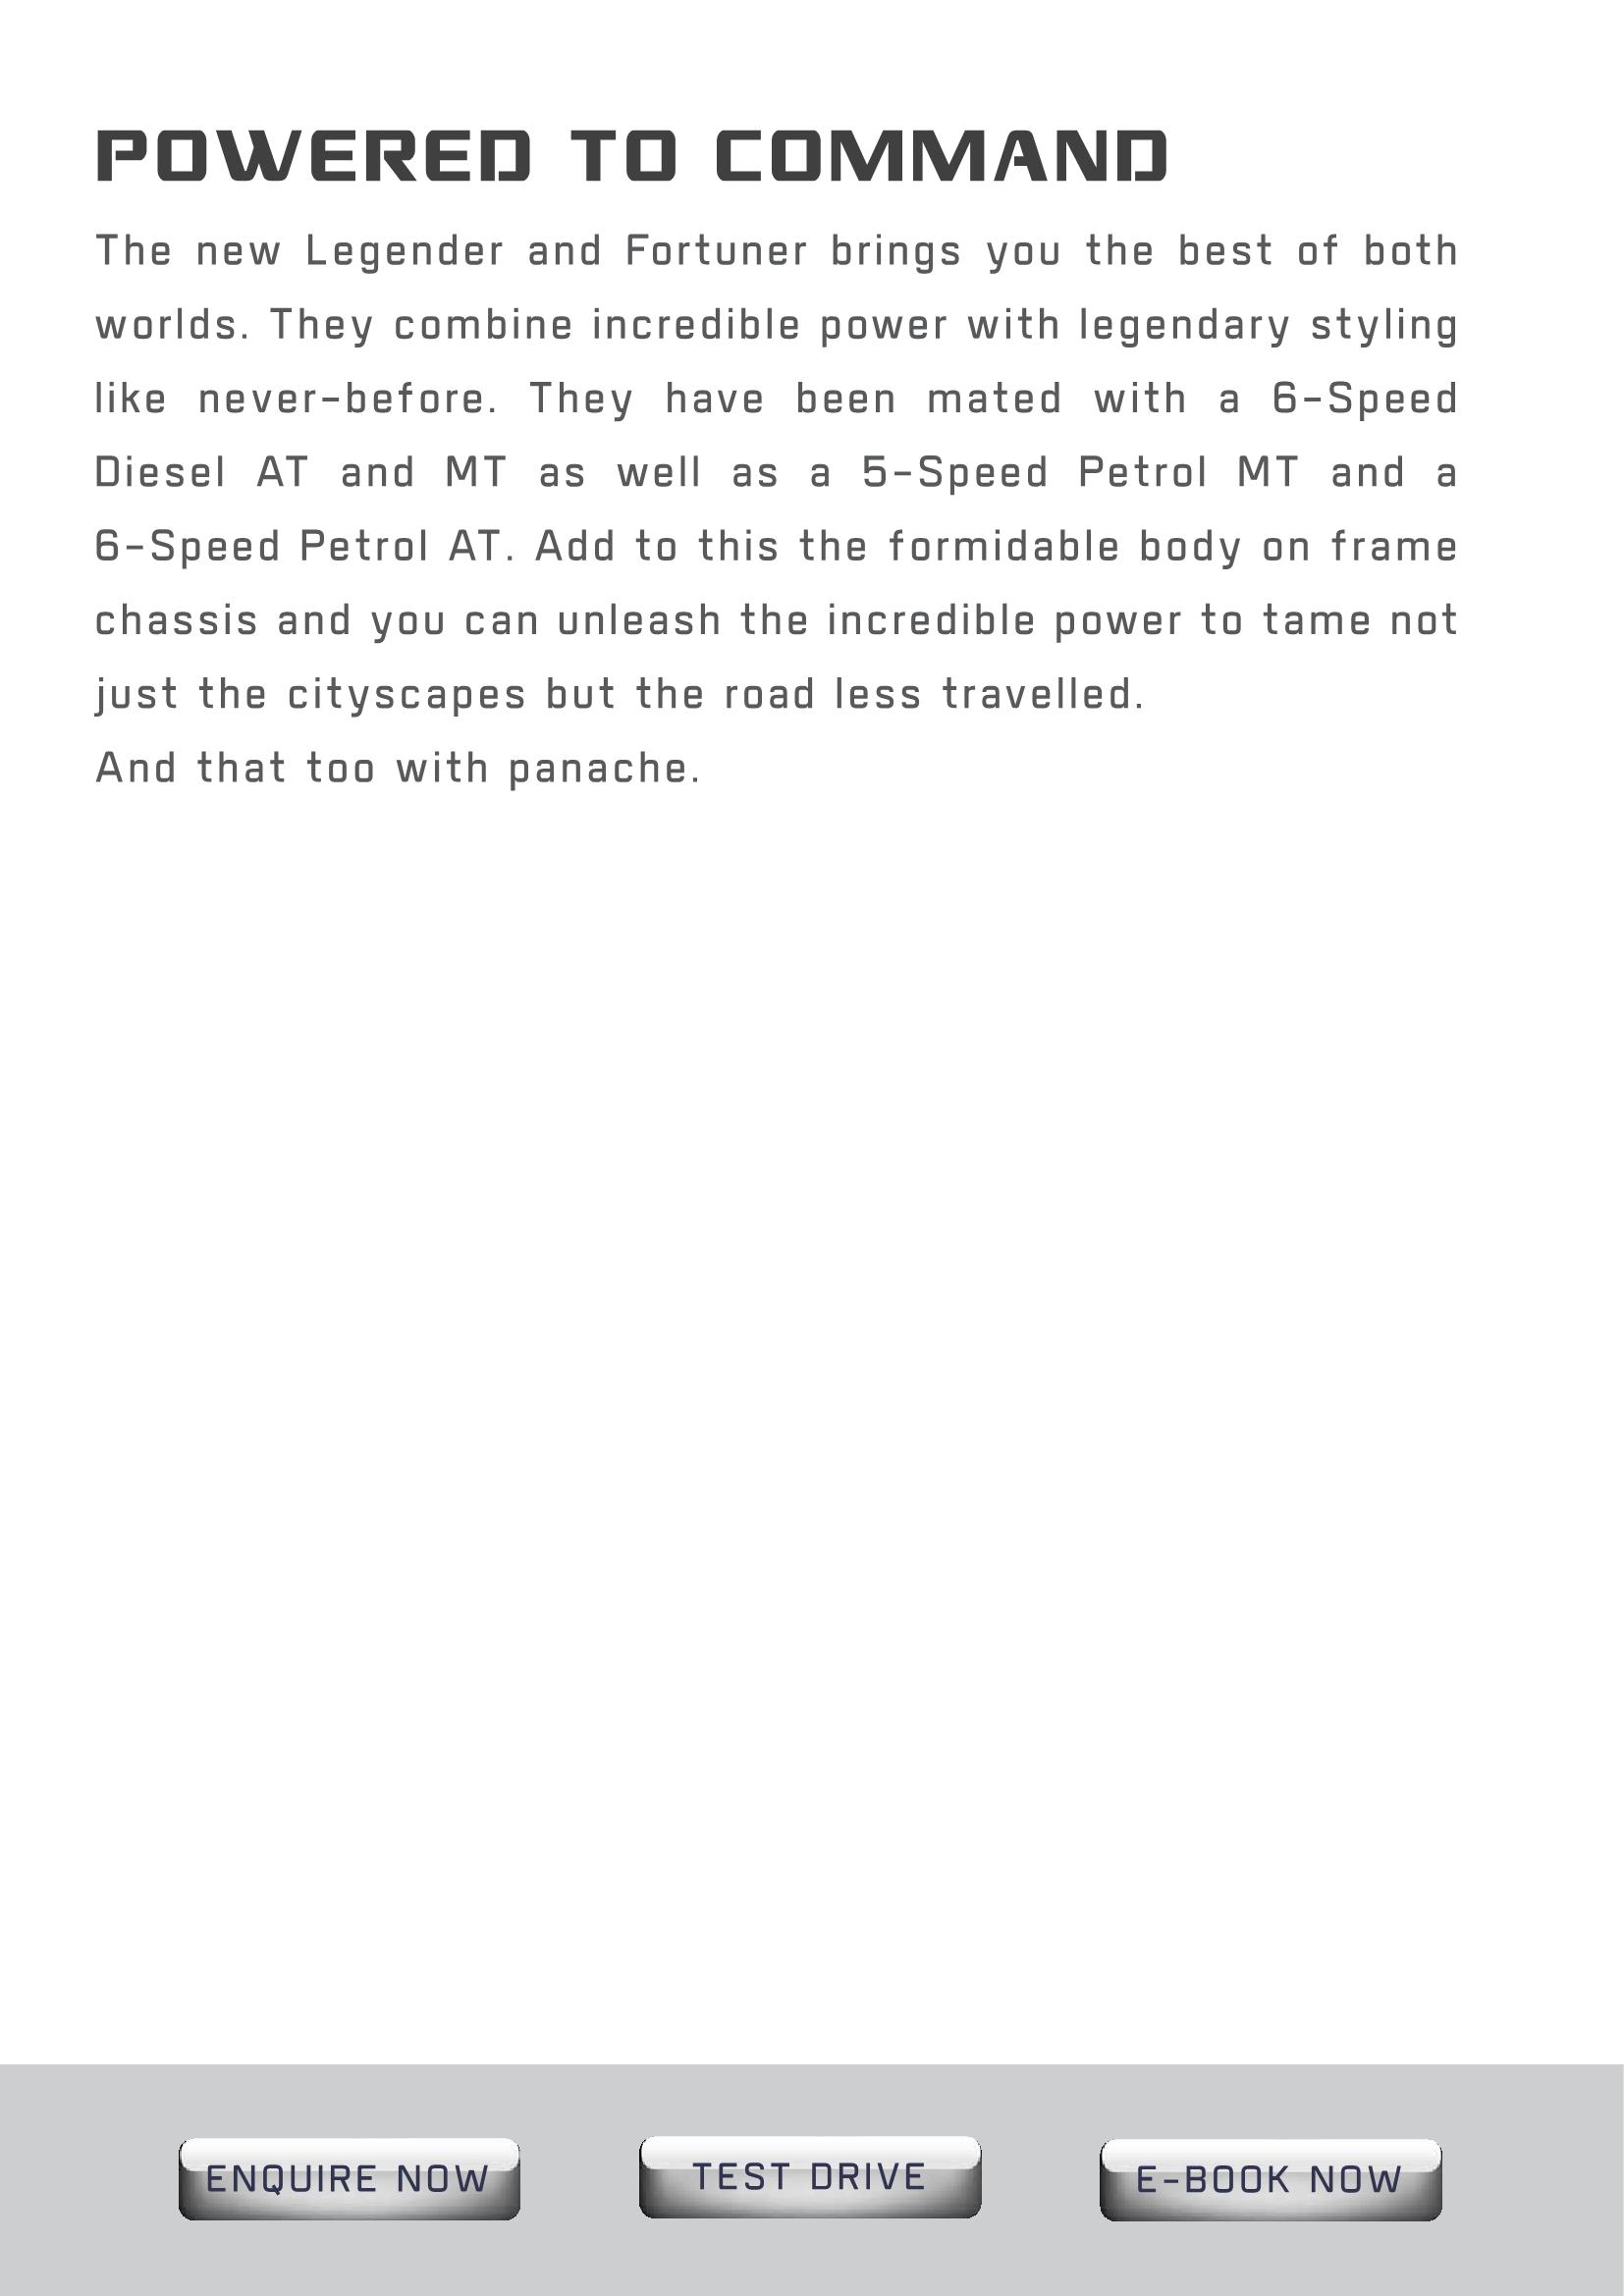 POWERED TO COMMAND
The new Legender and Fortuner brings you the best of both
worlds. They combine incredible power with legendary styling
like never-before. They have been mated with a 6-Speed
Diesel AT and MT as well as a 5-Speed Petrol MT and a
6-Speed Petrol AT. Add to this the formidable body on frame
chassis and you can unleash the incredible power to tame not
just the cityscapes but the road less travelled.
And that too with panache.
ENQUIRE NOW
TEST DRIVE
E-BOOK NOW